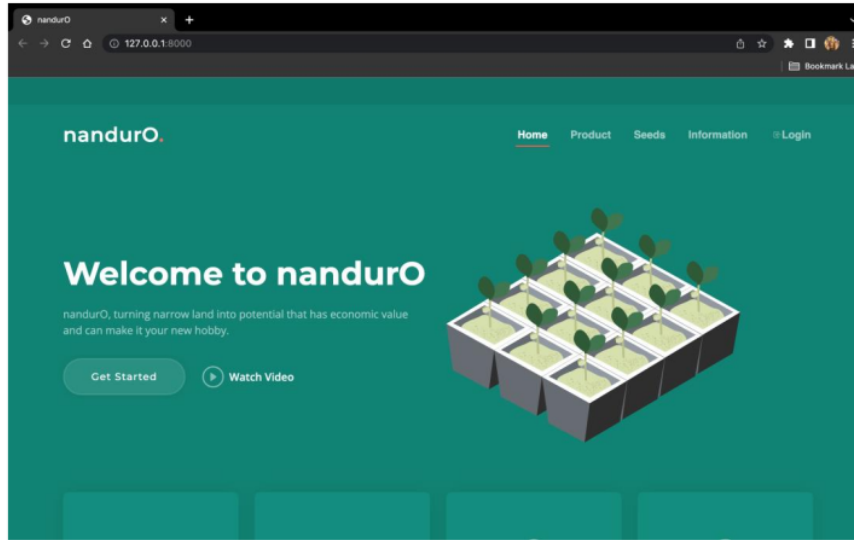 nandurO
127.0.0.1:8000
Bookmark La
nandurO.
Home Product Seeds Information Login
Welcome to nandurO
nandurO, turning narrow land into potential that has economic value
and can make it your new hobby.
Get Started Watch Video